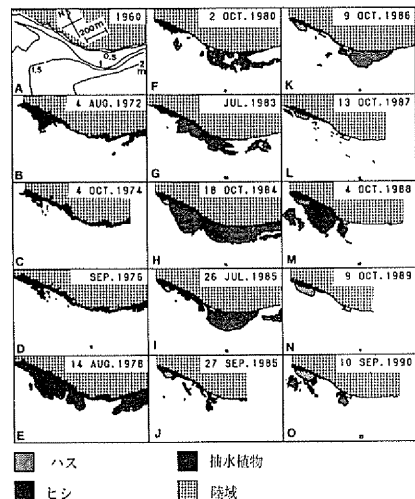 1960
N
200m
0.5
1
2
m
1.5
A
4 AUG.1972
B
4 OCT.1974
C
SEP.1976
D
14 AUG.1978
E
2 OCT.1980
F
JUL.1983
G
18 OCT.1984
H
26 JUL.1985
I
27 SEP.1985
J
9 OCT.1986
K
13 OCT.1987
L
4 OCT.1988
M
9 OCT.1989
N
10 SEP.1990
O
ハス
抽水植物
ヒシ
陸域